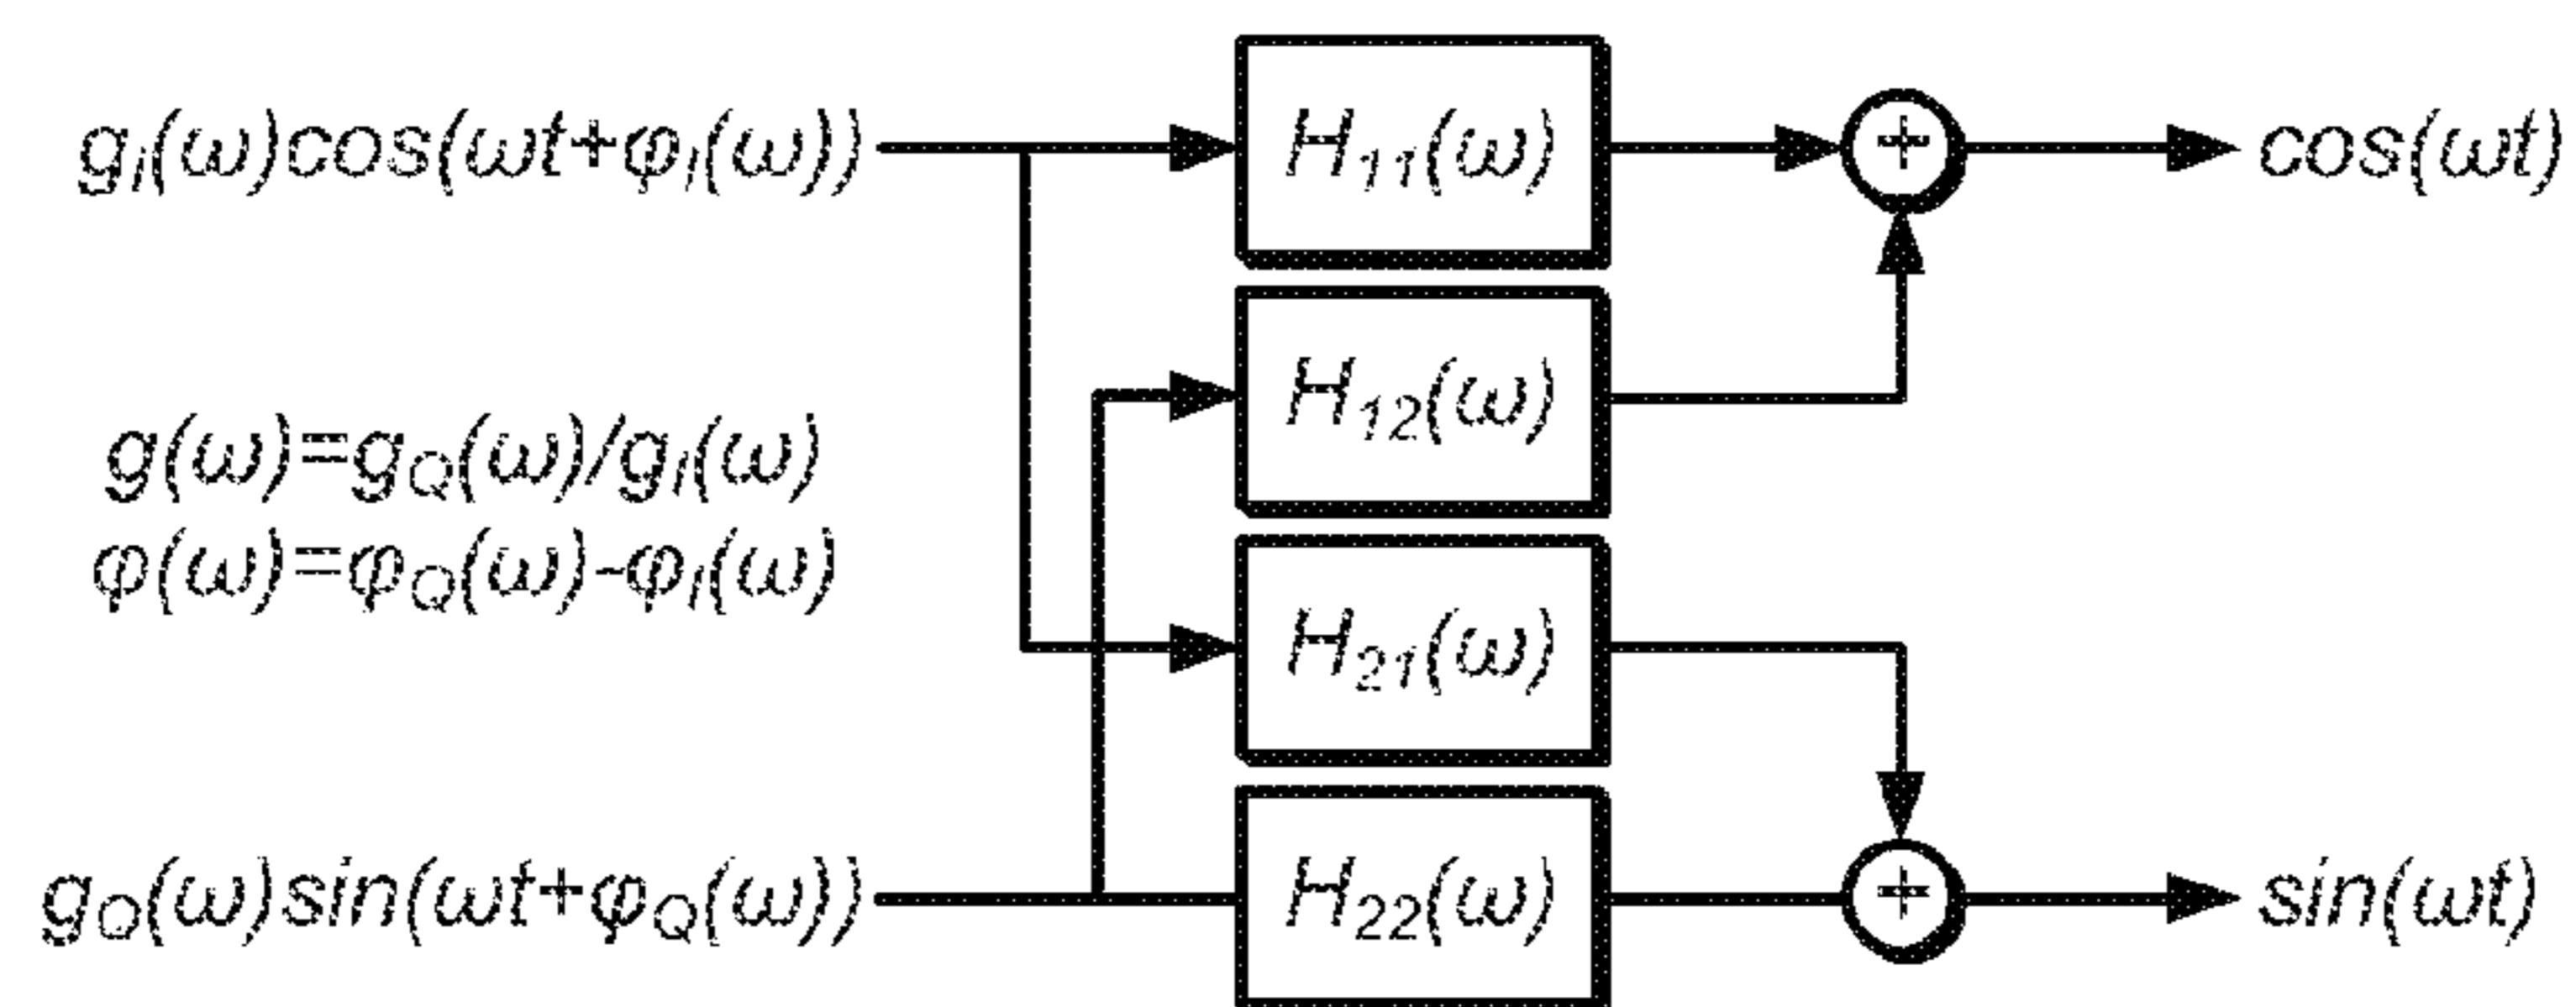 g_I(ω)cos(ωt+φ_I(ω))
H_11(ω)
+
cos(ωt)
H_12(ω)
g(ω)=g_Q(ω)/g_I(ω)
φ(ω)=φ_Q(ω)-φ_I(ω)
H_21(ω)
g_Q(ω)sin(ωt+φ_Q(ω))
H_22(ω)
+
sin(ωt)